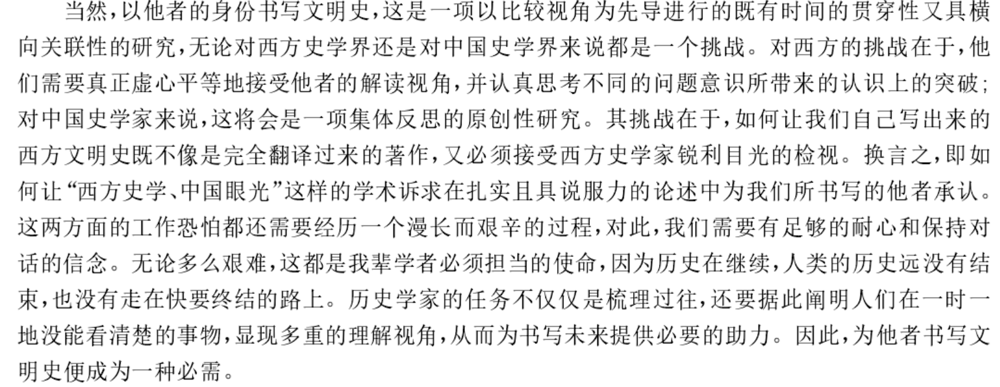 当然,以他者的身份书写文明史,这是一项以比较视角为先导进行的既有时间的贯穿性又具横
向关联性的研究,无论对西方史学界还是对中国史学界来说都是一个挑战。对西方的挑战在于,他
们需要真正虚心平等地接受他者的解读视角,并认真思考不同的问题意识所带来的认识上的突破;
对中国史学家来说,这将会是一项集体反思的原创性研究。其挑战在于,如何让我们自己写出来的
西方文明史既不像是完全翻译过来的著作,又必须接受西方史学家锐利目光的检视。换言之,即如
何让“西方史学、中国眼光”这样的学术诉求在扎实且具说服力的论述中为我们所书写的他者承认。
这两方面的工作恐怕都还需要经历一个漫长而艰辛的过程,对此,我们需要有足够的耐心和保持对
话的信念。无论多么艰难,这都是我辈学者必须担当的使命,因为历史在继续,人类的历史远没有结
束,也没有走在快要终结的路上。历史学家的任务不仅仅是梳理过往,还要据此阐明人们在一时一
地没能看清楚的事物,显现多重的理解视角,从而为书写未来提供必要的助力。因此,为他者书写文
明史便成为一种必需。